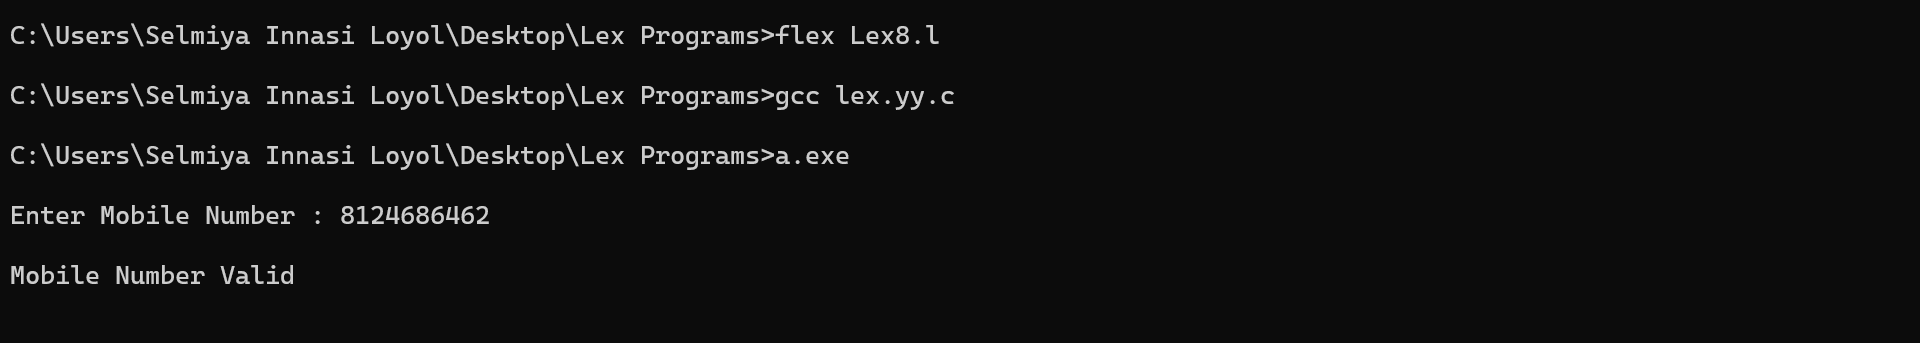 C:\Users\Selmiya Innasi Loyol\Desktop\Lex Programs>flex Lex8.l
C:\Users\Selmiya Innasi Loyol\Desktop\Lex Programs>gcc lex.yy.c
C:\Users\Selmiya Innasi Loyol\Desktop\Lex Programs>a.exe
Enter Mobile Number : 8124686462
Mobile Number Valid